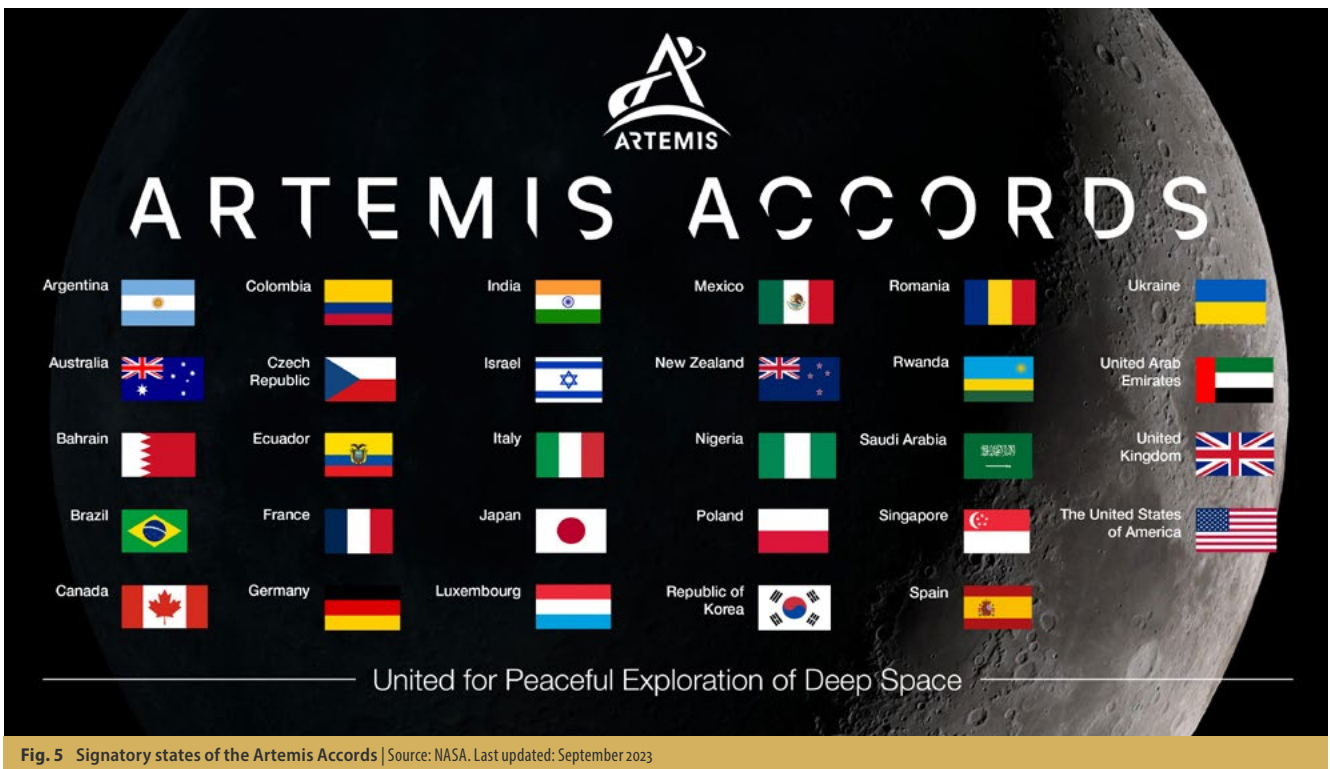 ARTEMIS
ARTEMIS ACCORDS
Argentina
Australia
Bahrain
Brazil
Canada
Colombia
Czech
Republic
Ecuador
France
Germany
India
Israel
Italy
Japan
Luxembourg
Mexico
New Zealand
Nigeria
Poland
Republic of
Korea
Romania
Rwanda
Saudi Arabia
Singapore
Spain
Ukraine
United Arab
Emirates
United
Kingdom
The United States
of America
United for Peaceful Exploration of Deep Space
Fig. 5 Signatory states of the Artemis Accords | Source: NASA. Last updated: September 2023